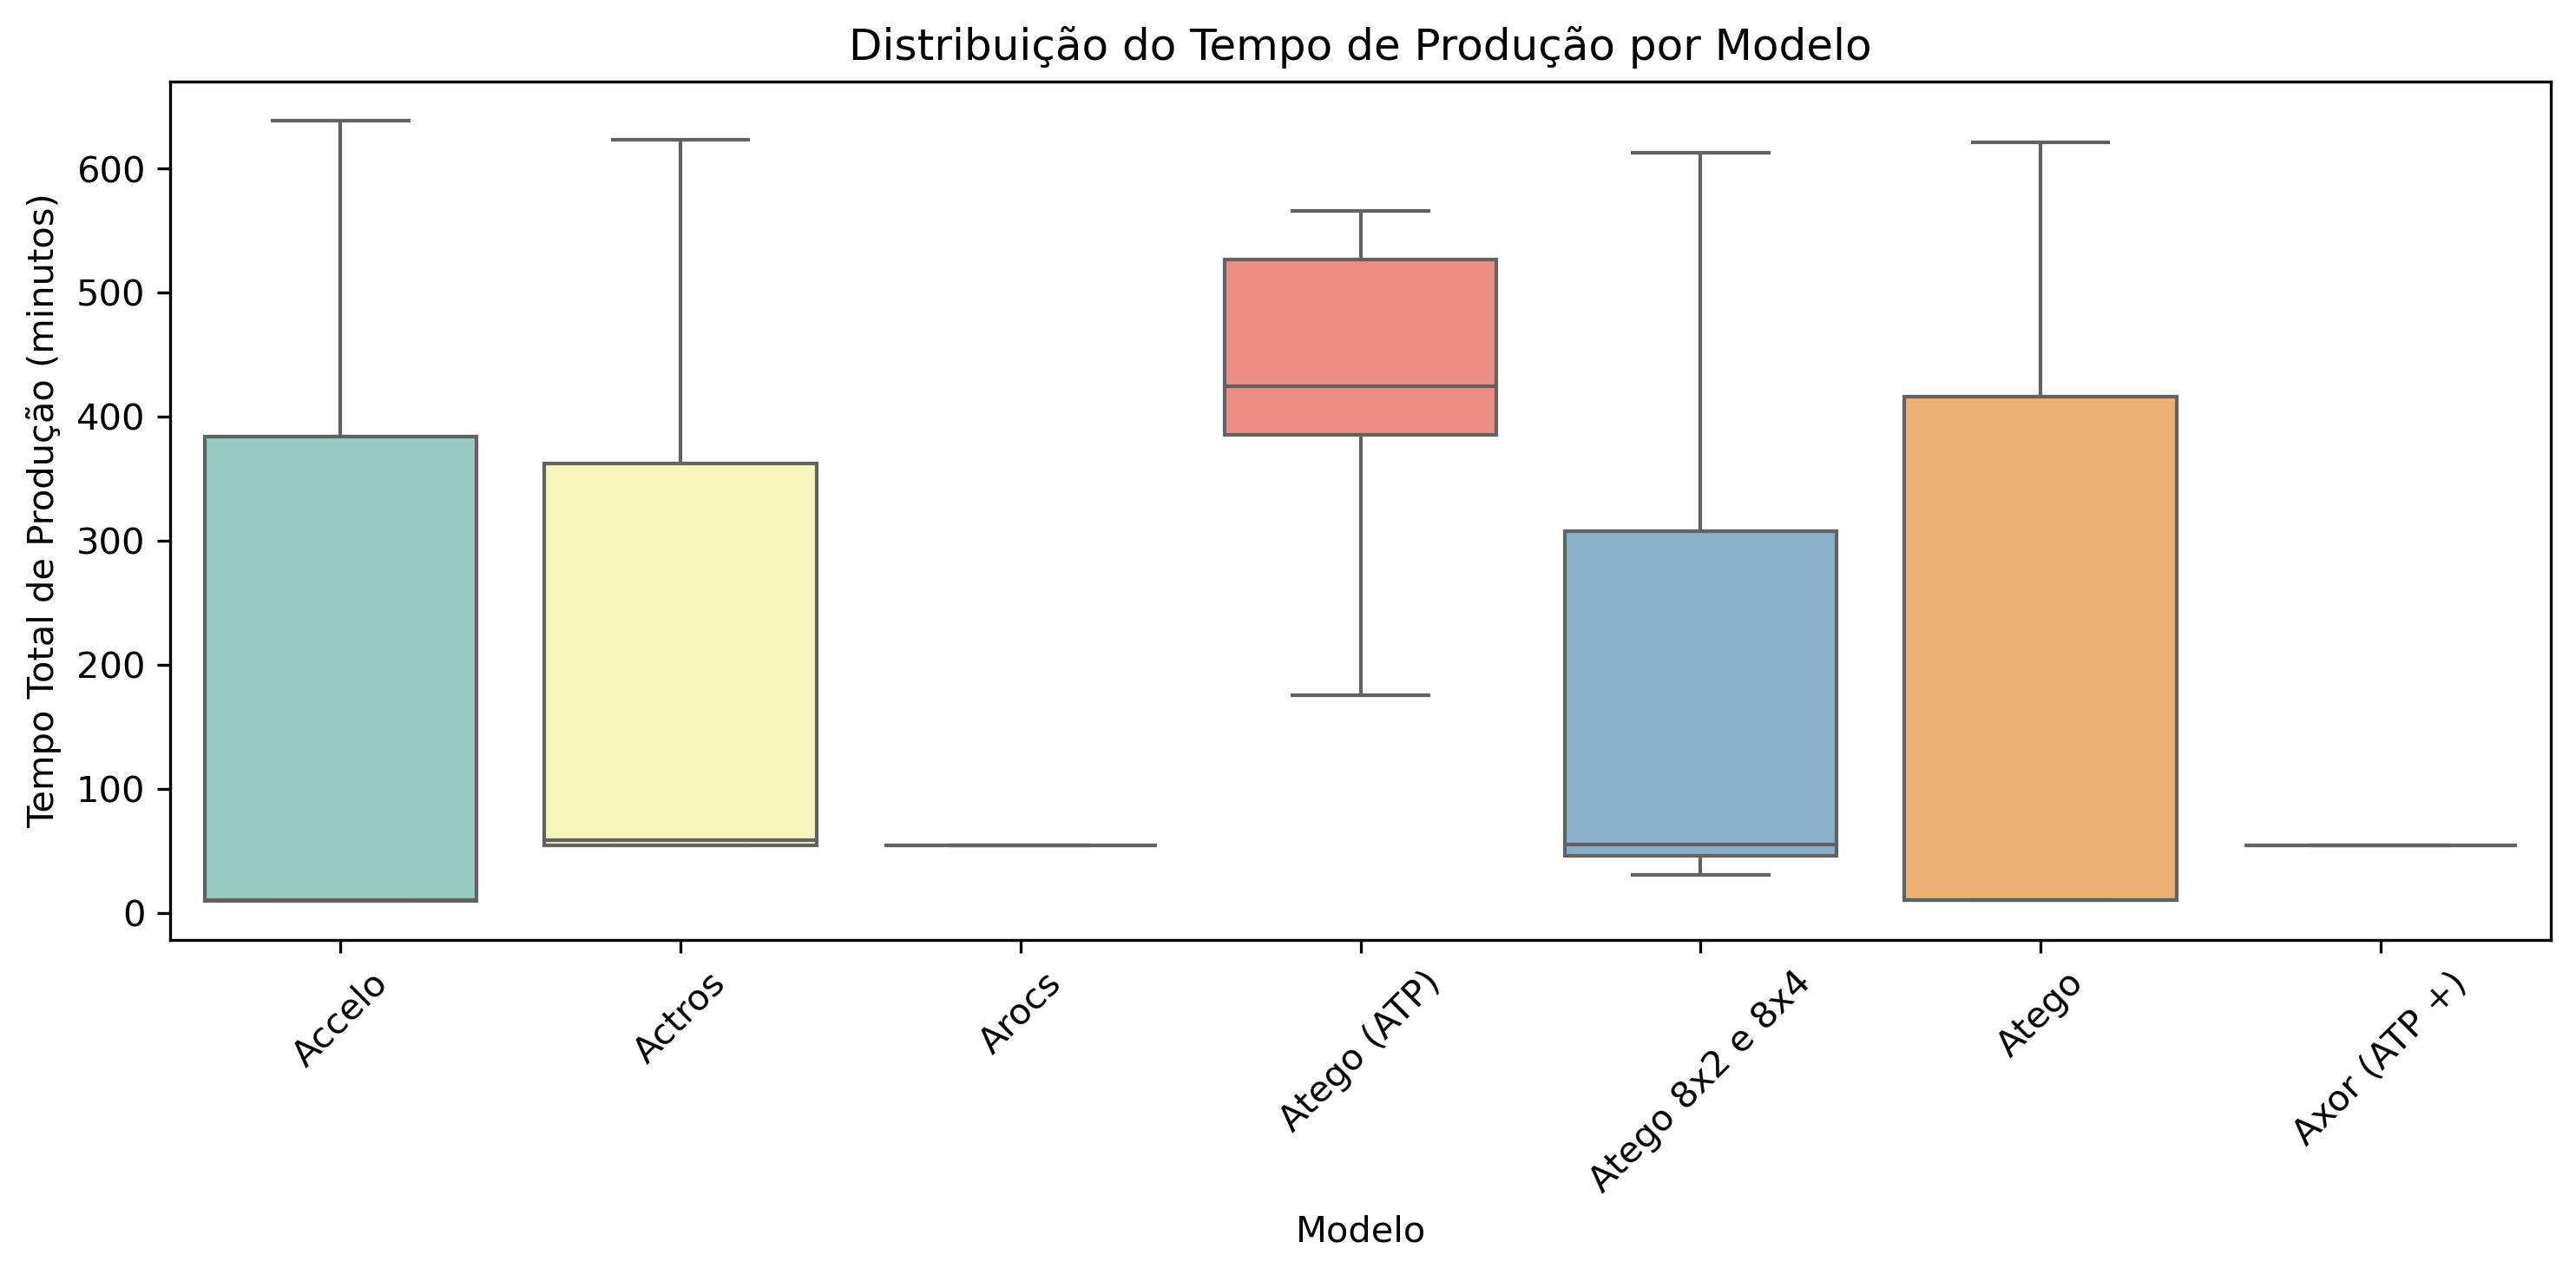 Distribuição do Tempo de Produção por Modelo
Tempo Total de Produção (minutos)
600
500
400
300
200
100
0
Accelo
Actros
Arocs
Atego (ATP)
Atego 8x2 e 8x4
Atego
Axor (ATP +)
Modelo